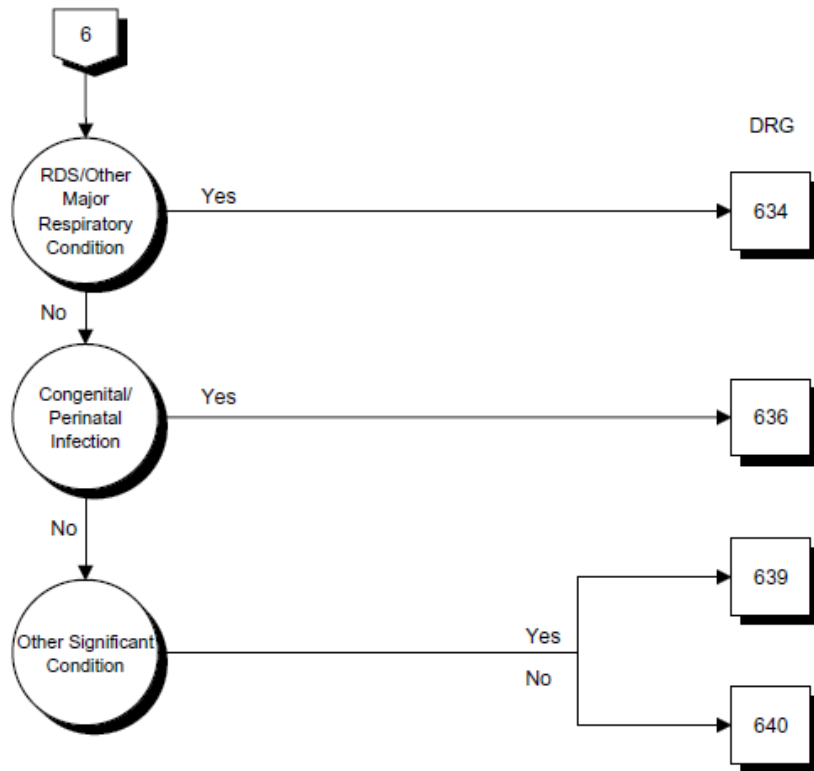 6
DRG
RDS/Other
Major
Respiratory
Condition
Yes
634
No
Congenital/
Perinatal
Infection
Yes
636
No
639
Other Significant
Condition
Yes
No
640